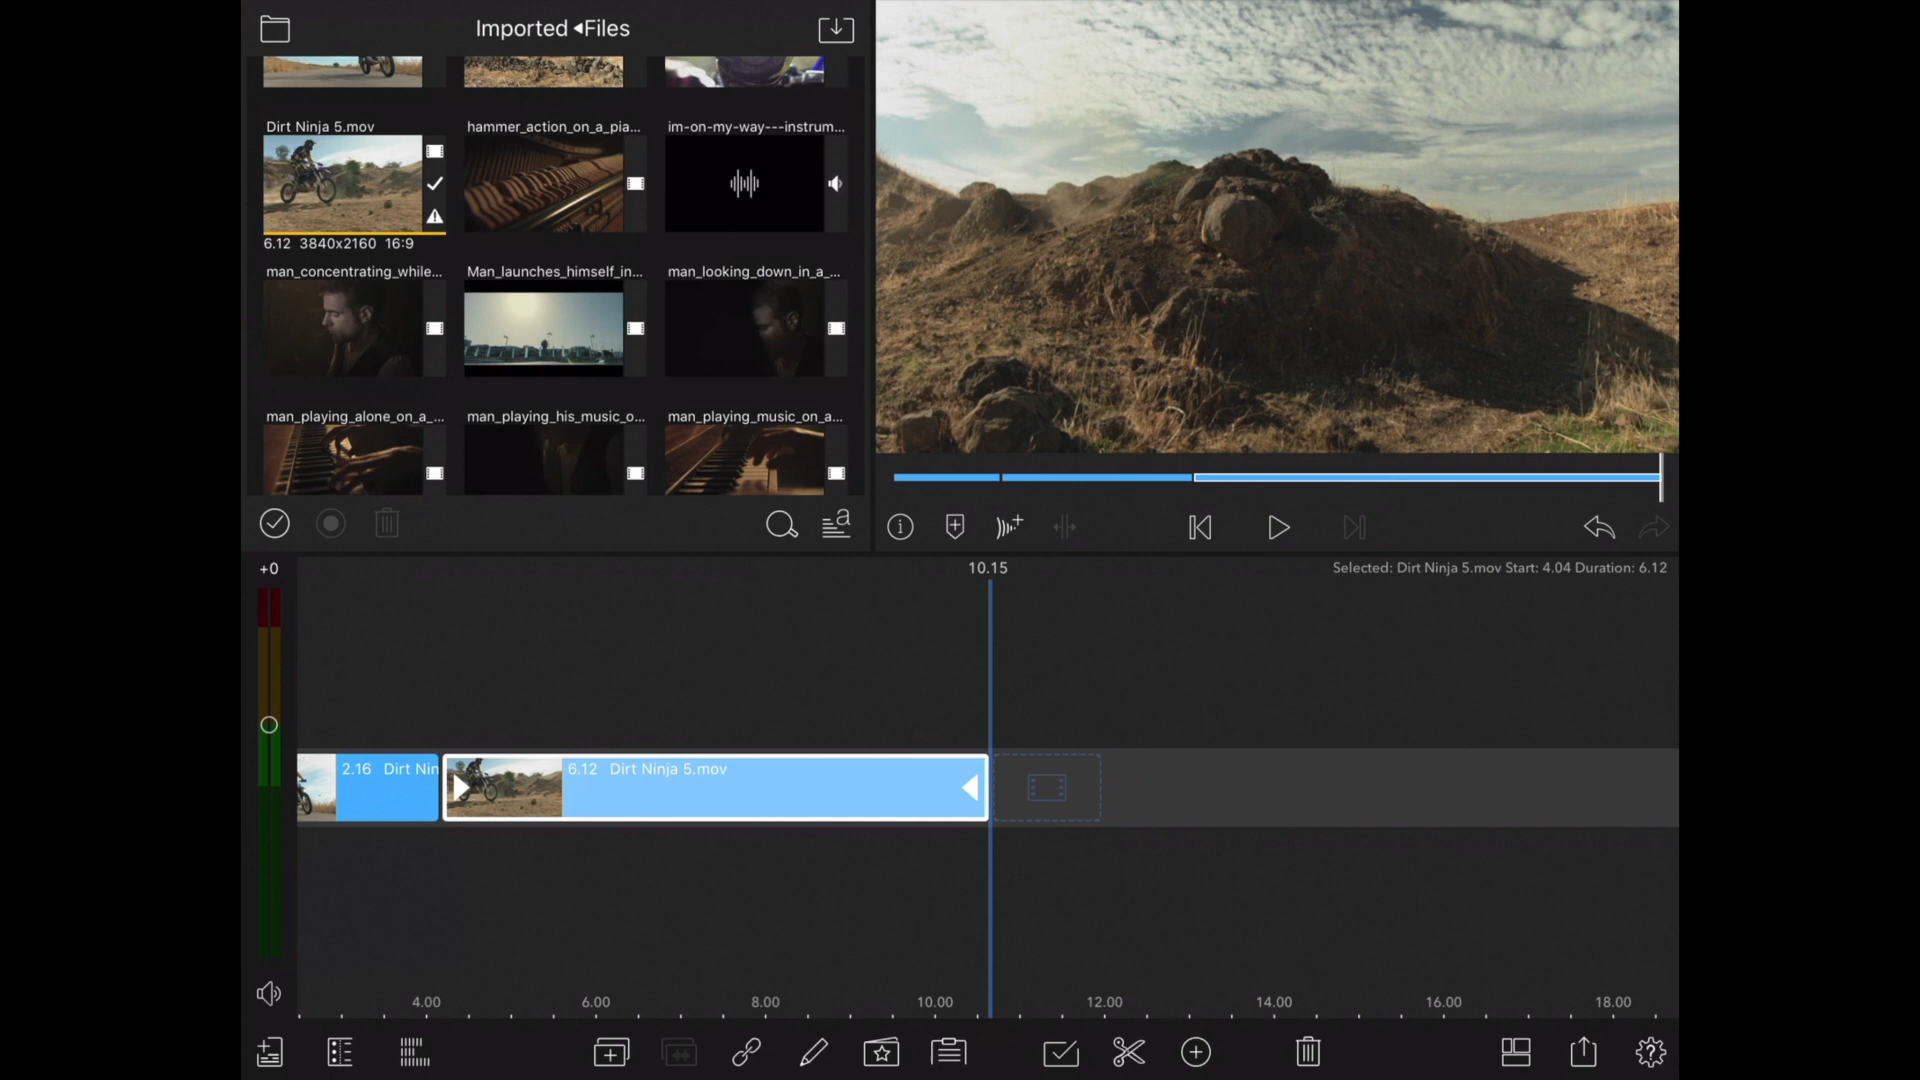 Imported ◂Files
Dirt Ninja 5.mov
hammer_action_on_a_pia...
im-on-my-way---instrum...
6.12 3840x2160 16:9
man_concentrating_while...
Man_launches_himself_in...
man_looking_down_in_a_...
man_playing_alone_on_a_...
man_playing_his_music_o...
man_playing_music_on_a...
a
+0
10.15
Selected: Dirt Ninja 5.mov Start: 4.04 Duration: 6.12
2.16 Dirt Nin
6.12 Dirt Ninja 5.mov
4.00
6.00
8.00
10.00
12.00
14.00
16.00
18.00